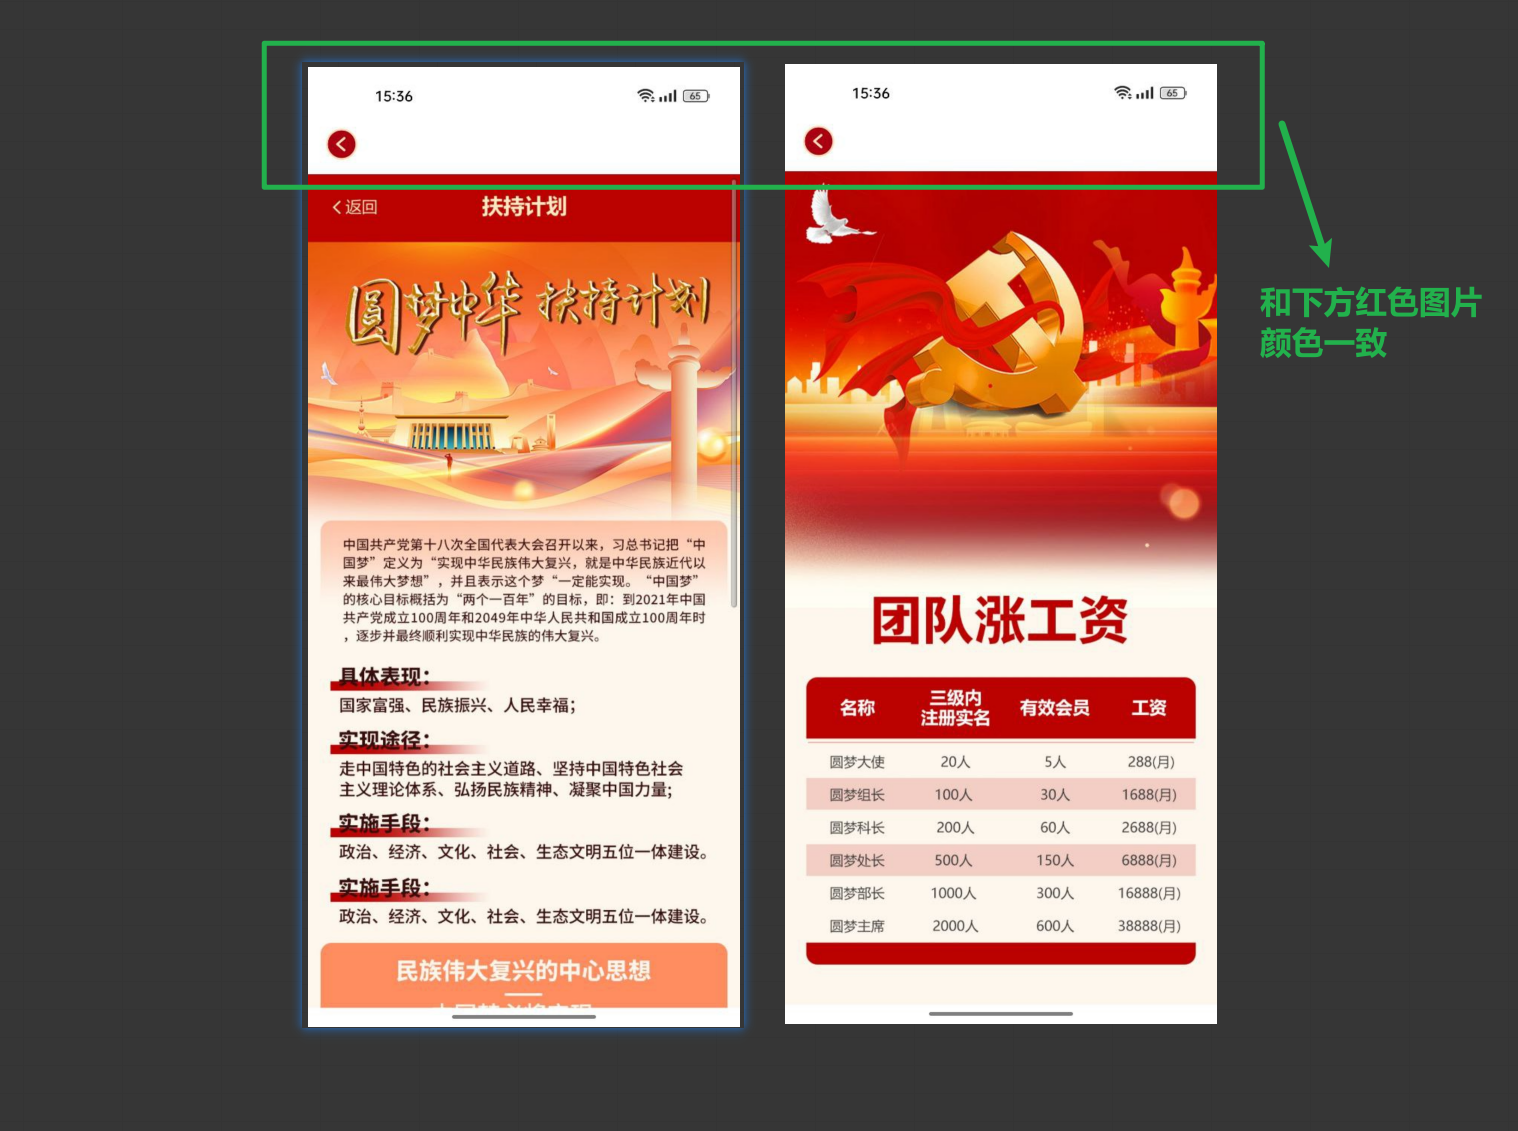 15:36
65
返回
扶持计划
圆梦中华 扶持计划
中国共产党第十八次全国代表大会召开以来，习总书记把“中
国梦”定义为“实现中华民族伟大复兴，就是中华民族近代以
来最伟大梦想”，并且表示这个梦“一定能实现。“中国梦”
的核心目标概括为“两个一百年”的目标，即：到2021年中国
共产党成立100周年和2049年中华人民共和国成立100周年时
，逐步并最终顺利实现中华民族的伟大复兴。
具体表现：
国家富强、民族振兴、人民幸福；
实现途径：
走中国特色的社会主义道路、坚持中国特色社会
主义理论体系、弘扬民族精神、凝聚中国力量；
实施手段：
政治、经济、文化、社会、生态文明五位一体建设。
实施手段：
政治、经济、文化、社会、生态文明五位一体建设。
民族伟大复兴的中心思想
15:36
65
团队涨工资
名称 三级内注册实名 有效会员 工资
圆梦大使 20人 5人 288(月)
圆梦组长 100人 30人 1688(月)
圆梦科长 200人 60人 2688(月)
圆梦处长 500人 150人 6888(月)
圆梦部长 1000人 300人 16888(月)
圆梦主席 2000人 600人 38888(月)
和下方红色图片
颜色一致